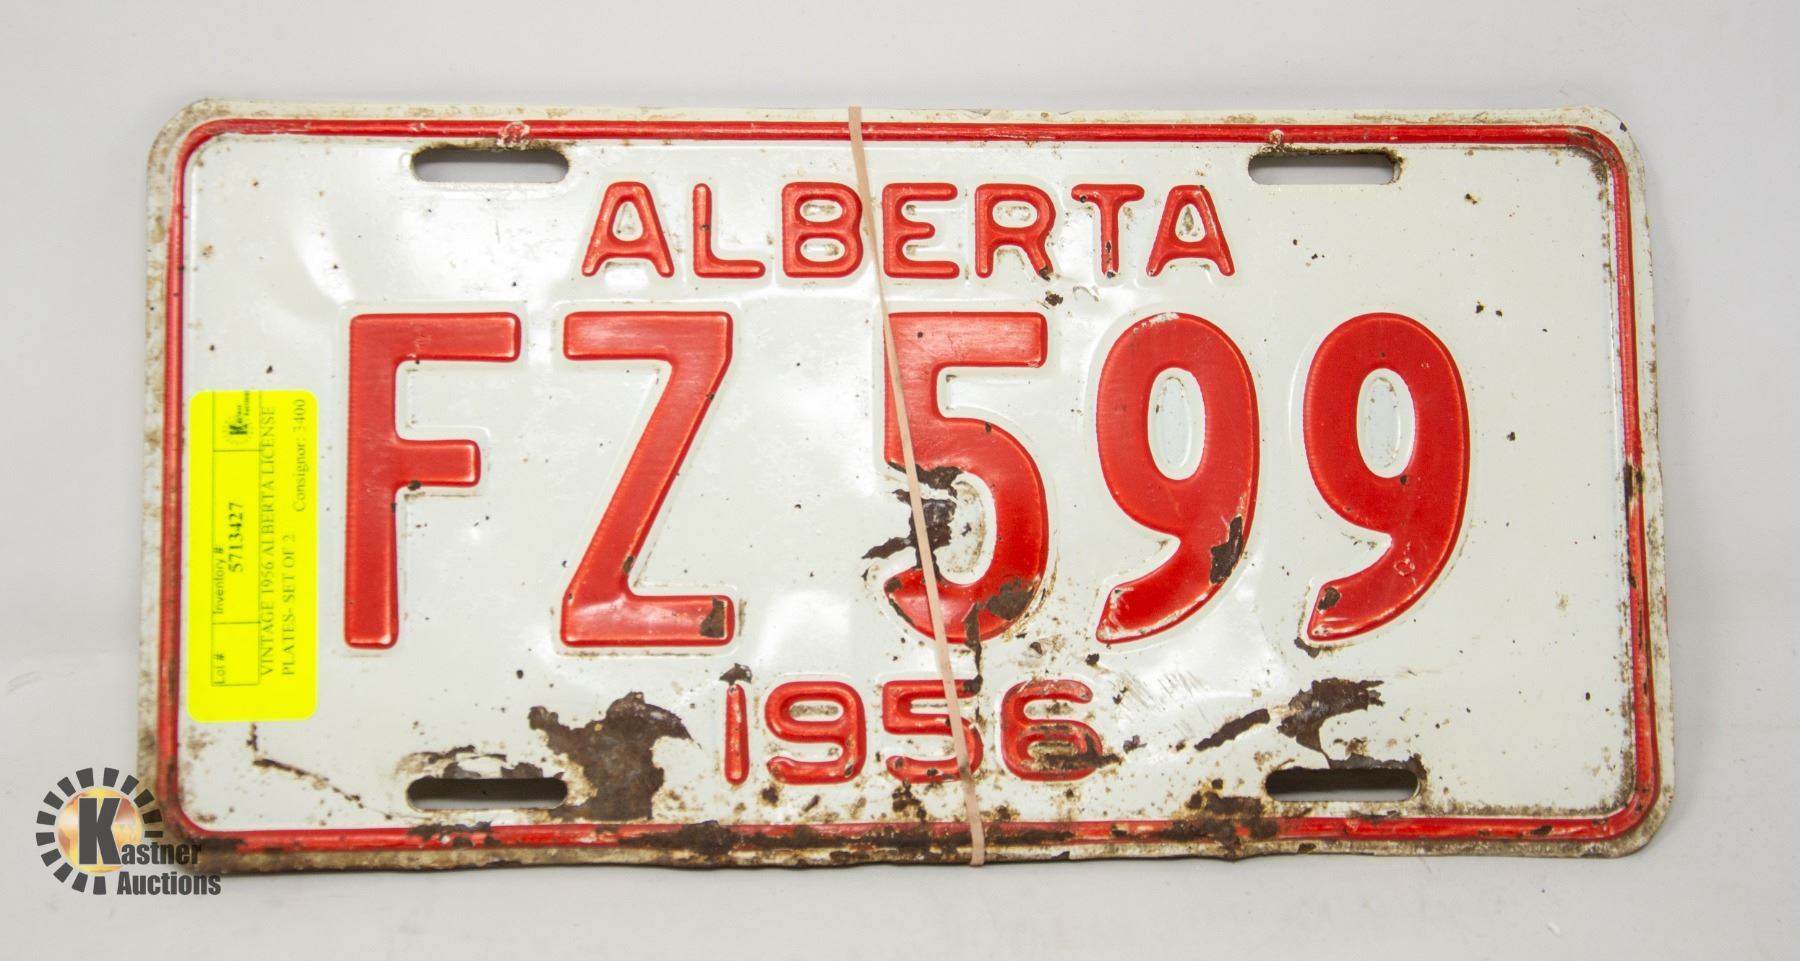 ALBERTA
FZ 599
1956
Lot #
Inventory #
5713427
VINTAGE 1956 ALBERTA LICENSE
PLATES- SET OF 2
Consignor: 3400
Kastner
Auctions